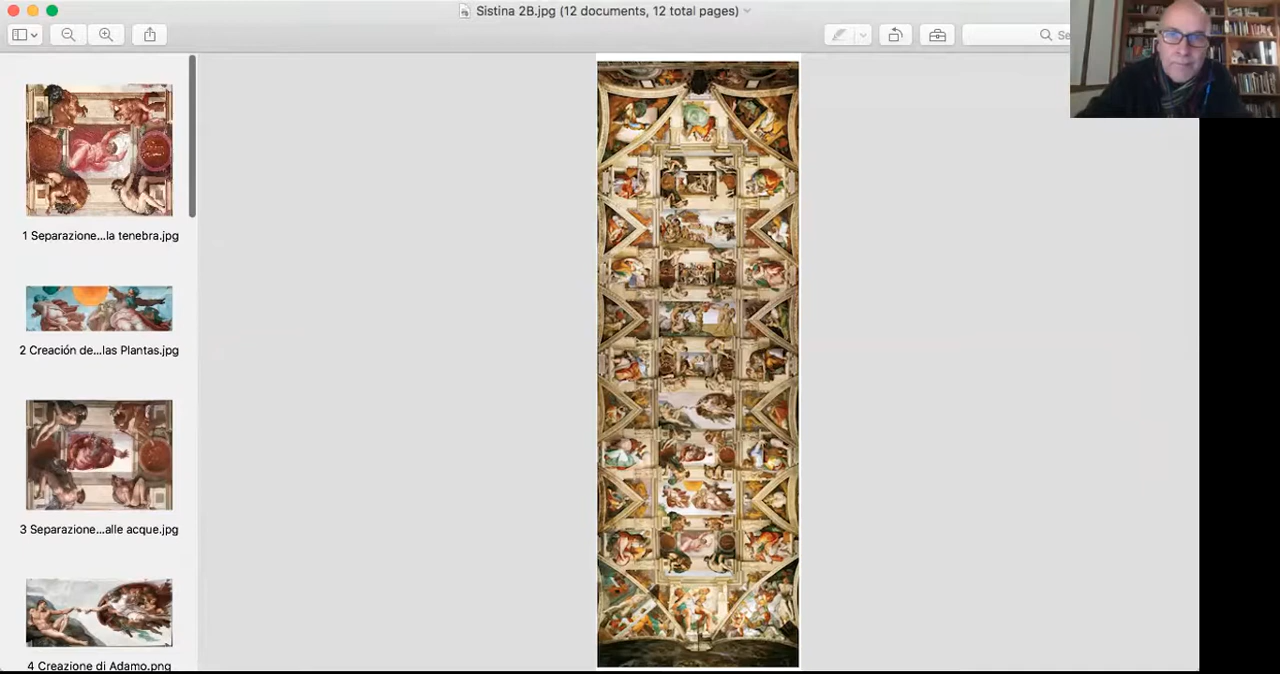 Sistina 2B.jpg (12 documents, 12 total pages)
Se
1 Separazione...la tenebra.jpg
2 Creación de...las Plantas.jpg
3 Separazione...alle acque.jpg
4 Creazione di Adamo.png